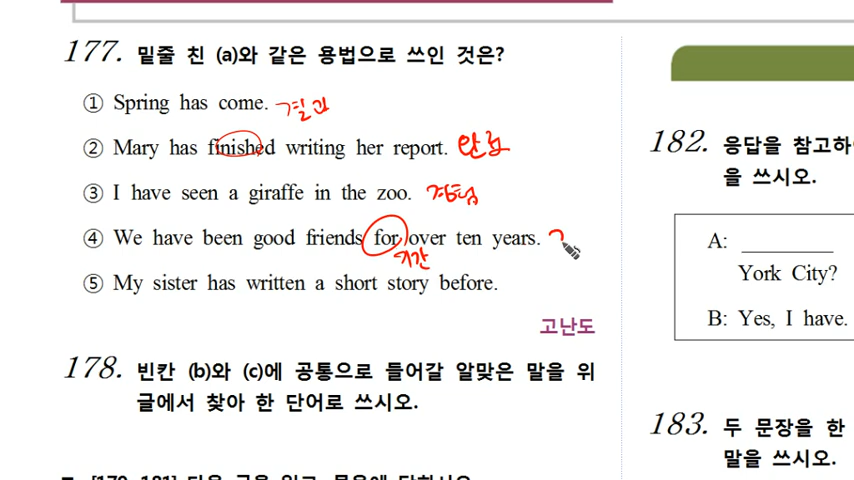 177. 밑줄 친 (a)와 같은 용법으로 쓰인 것은?
① Spring has come. 결과
② Mary has finished writing her report. 완료
③ I have seen a giraffe in the zoo. 경험
④ We have been good friends for over ten years.
기간
⑤ My sister has written a short story before.
고난도
178. 빈칸 (b)와 (c)에 공통으로 들어갈 알맞은 말을 위
글에서 찾아 한 단어로 쓰시오.
182. 응답을 참고하여
을 쓰시오.
A: ________
York City?
B: Yes, I have.
183. 두 문장을 한
말을 쓰시오.